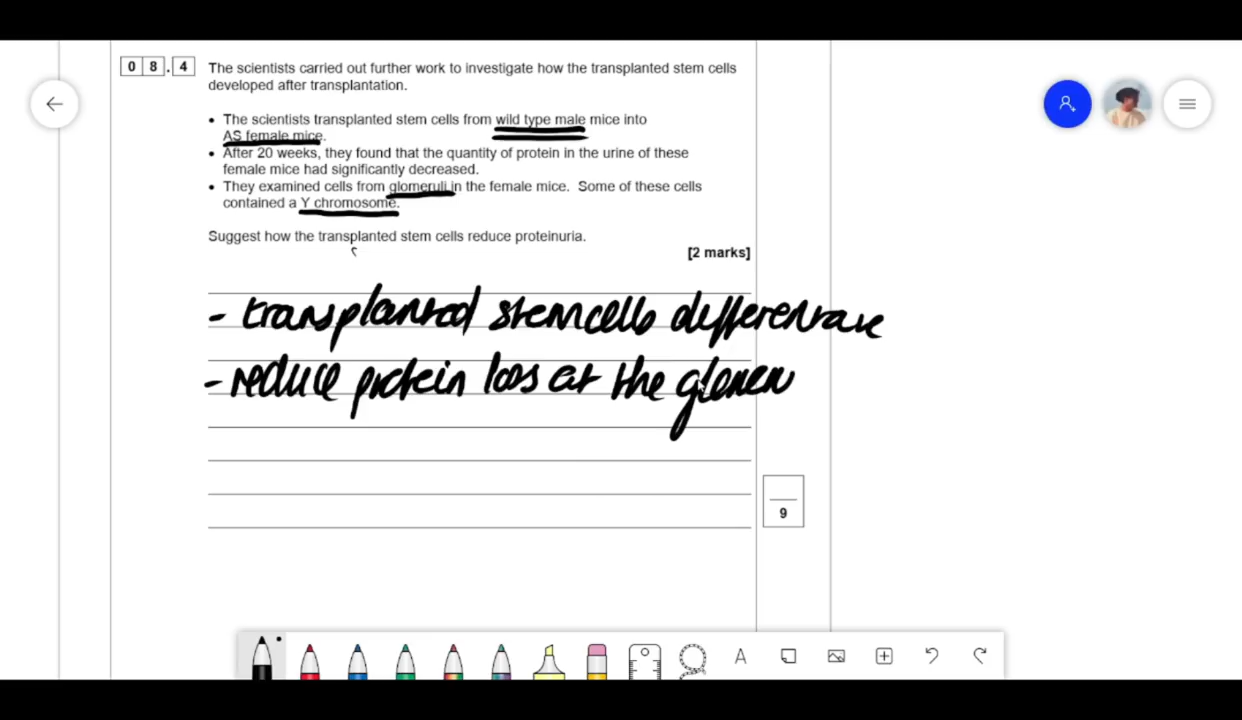 08.4 The scientists carried out further work to investigate how the transplanted stem cells
developed after transplantation.
• The scientists transplanted stem cells from wild type male mice into
AS female mice.
• After 20 weeks, they found that the quantity of protein in the urine of these
female mice had significantly decreased.
• They examined cells from glomeruli in the female mice. Some of these cells
contained a Y chromosome.
Suggest how the transplanted stem cells reduce proteinuria.
[2 marks]
- transplanted stem cells differentiate
- reduce protein loss at the glomeru
9
A